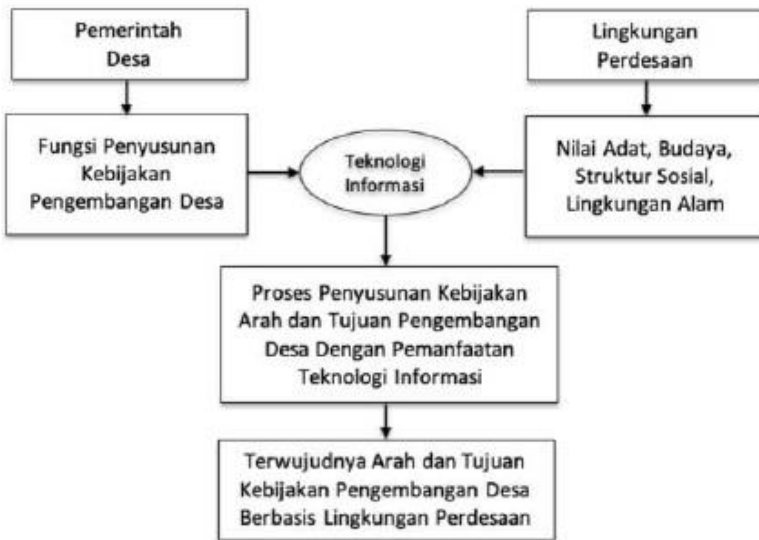 Pemerintah
Desa
Lingkungan
Perdesaan
Fungsi Penyusunan
Kebijakan
Pengembangan Desa
Teknologi
Informasi
Nilai Adat, Budaya,
Struktur Sosial,
Lingkungan Alam
Proses Penyusunan Kebijakan
Arah dan Tujuan Pengembangan
Desa Dengan Pemanfaatan
Teknologi Informasi
Terwujudnya Arah dan Tujuan
Kebijakan Pengembangan Desa
Berbasis Lingkungan Perdesaan